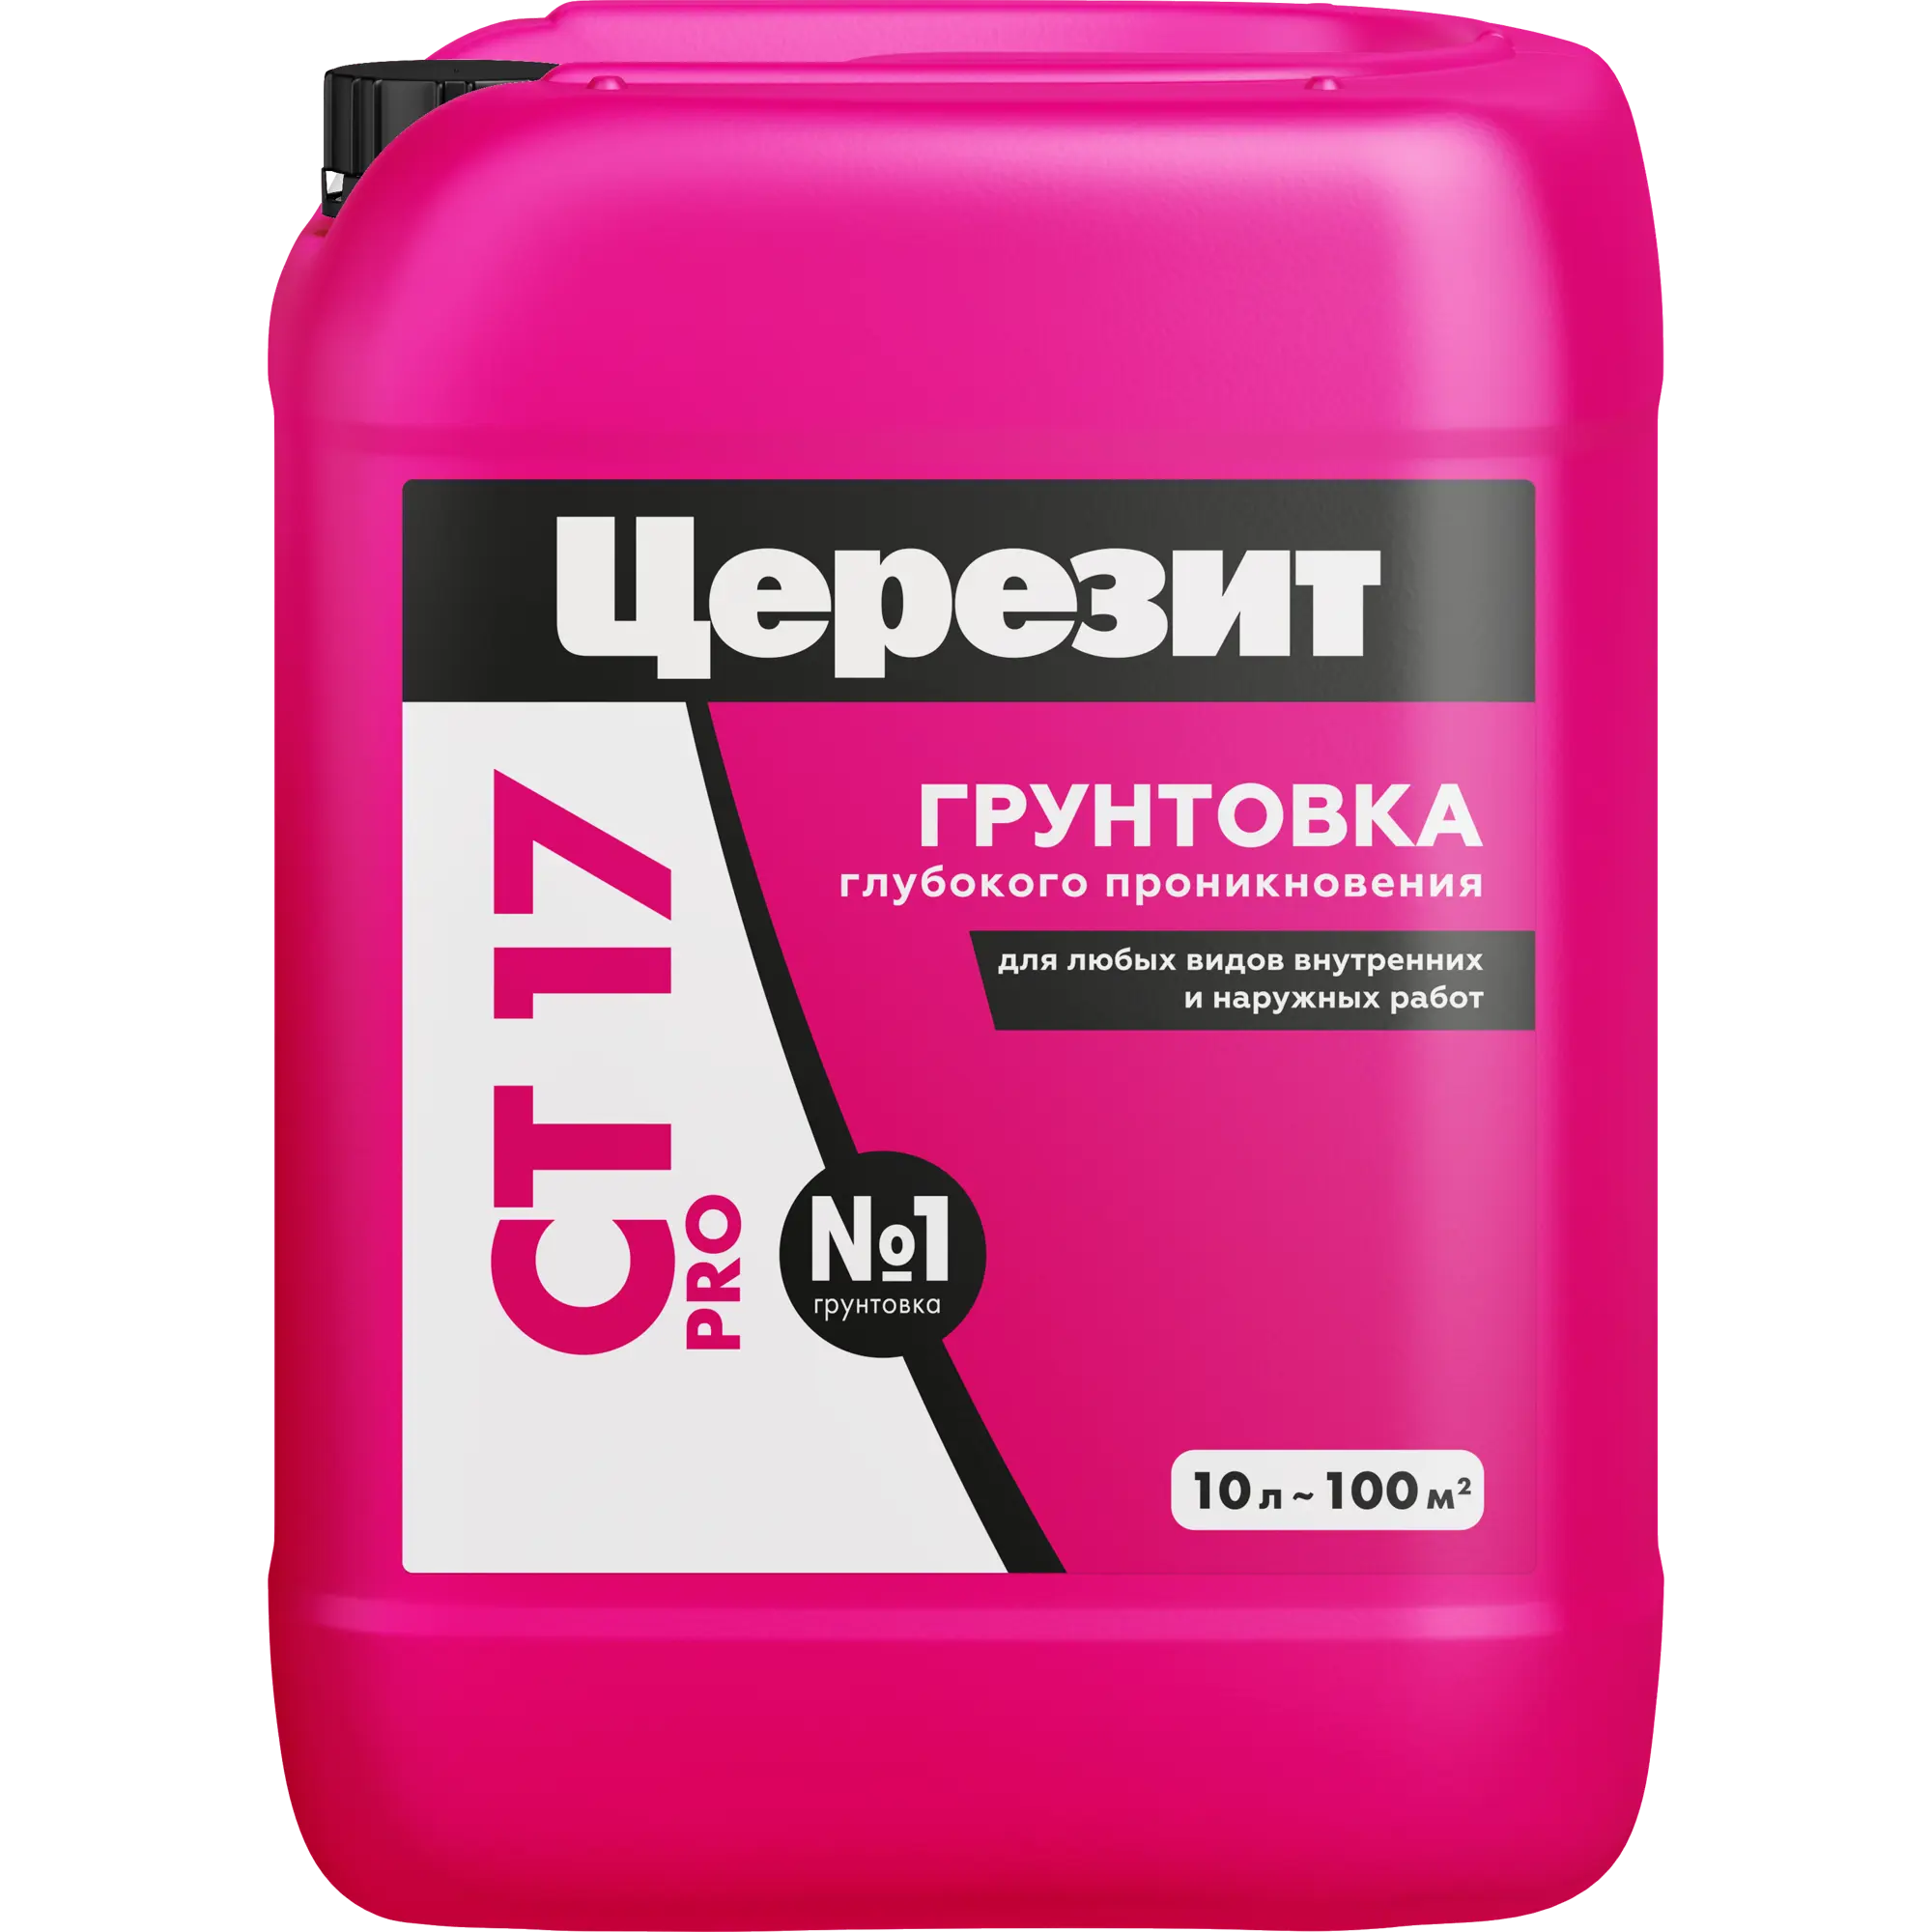 Церезит
CT 17
PRO
ГРУНТОВКА
глубокого проникновения
для любых видов внутренних
и наружных работ
№1
грунтовка
10 л ~ 100 м²